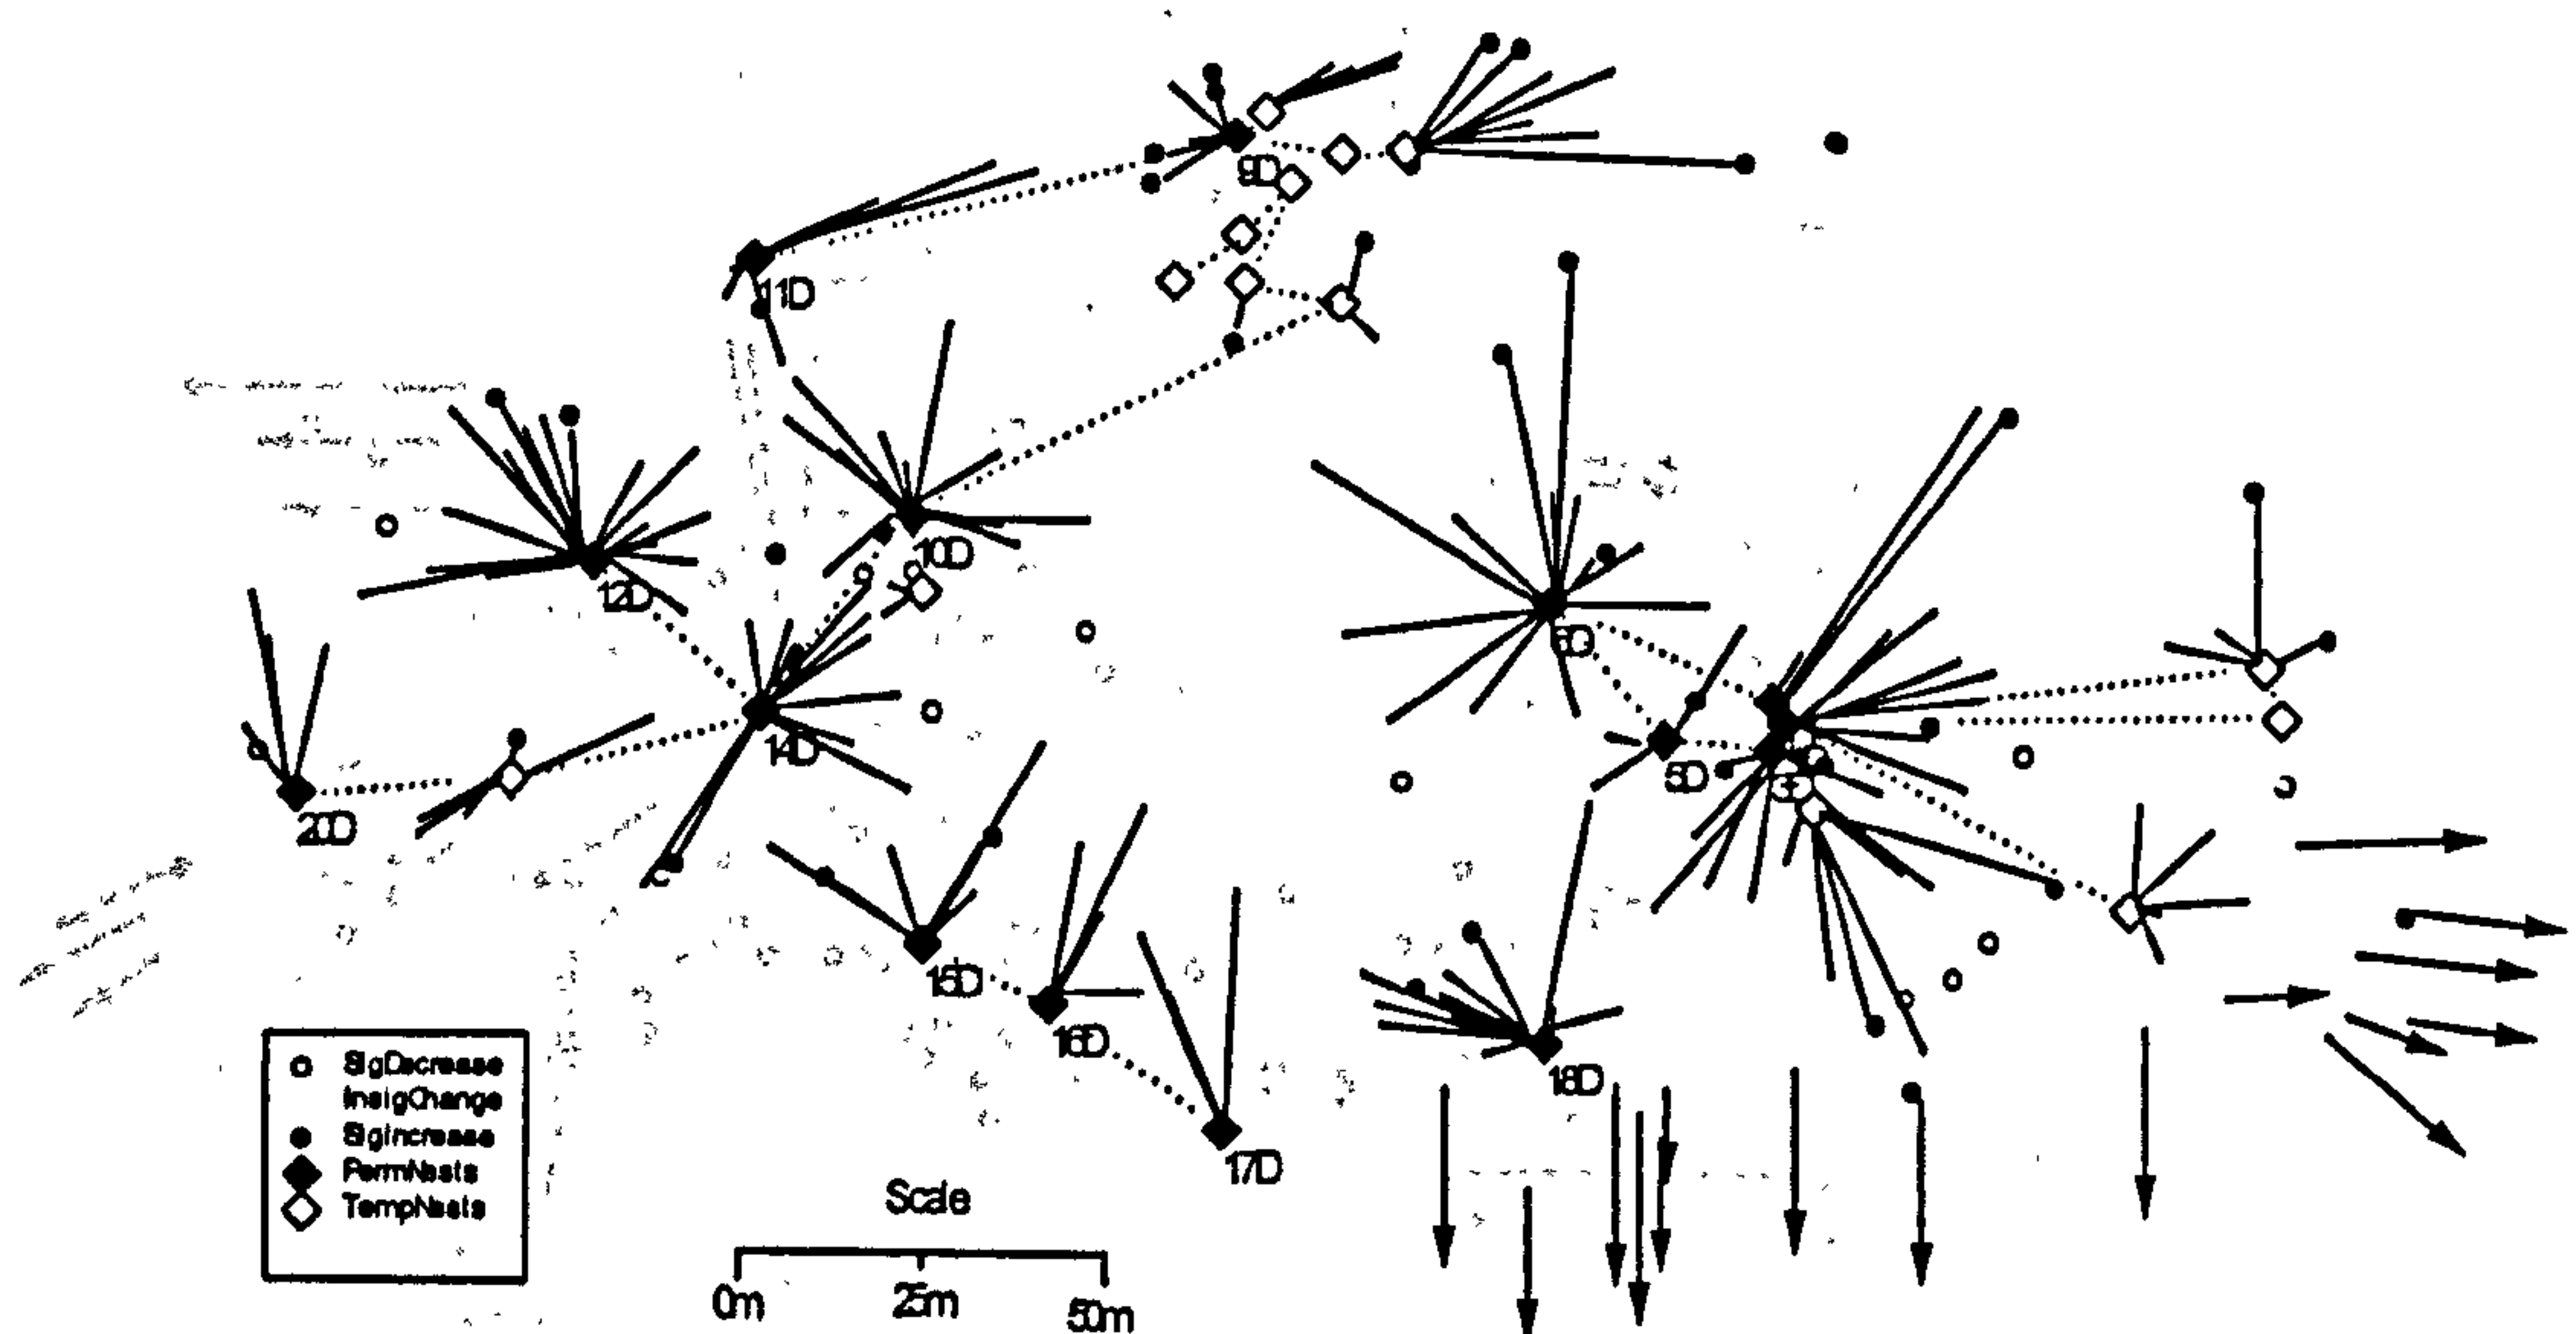 9D
11D
10D
12D
6D
14D
5D
20D
15D
16D
18D
17D
SigDecrease
InsigChange
SigIncrease
PermNests
TempNests
Scale
0m 25m 50m